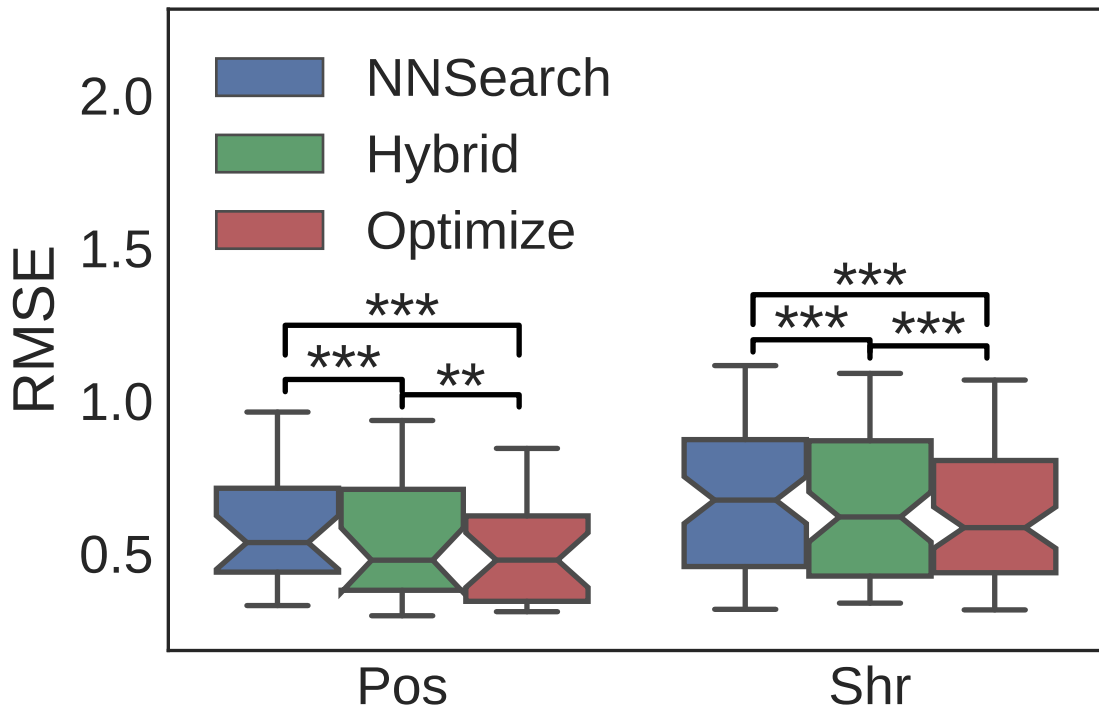 RMSE
2.0
1.5
1.0
0.5
NNSearch
Hybrid
Optimize
***
***
**
***
***
***
Pos
Shr